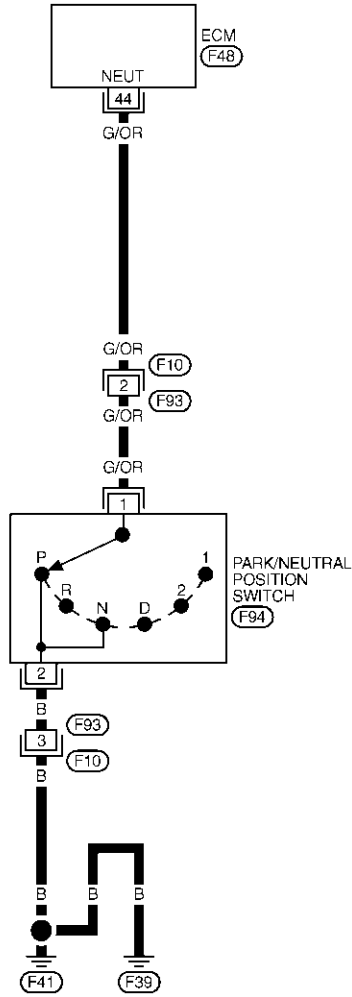 ECM
F48
NEUT
44
G/OR
G/OR
F10
2
F93
G/OR
G/OR
1
P
R
N
D
2
1
PARK/NEUTRAL
POSITION
SWITCH
F94
2
B
F93
3
F10
B
B
B
B
F41
F39